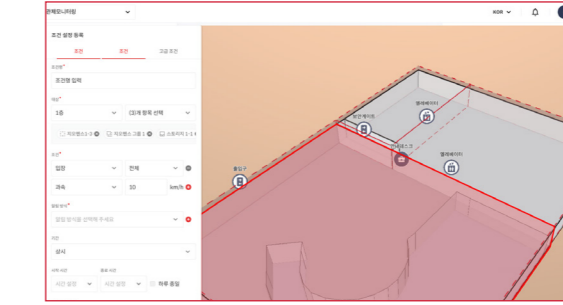 관제모니터링
KOR
조건 설정 등록
조건 조건 고급 조건
조건명*
조건명 입력
대상*
1층 (3)개 항목 선택
지오펜스1-3 지오펜스 그룹 1 스토리지 1-1
조건*
입장 전체
과속 10 km/h
알림 방식*
알림 방식을 선택해 주세요
기간
상시
시작 시간 종료 시간
시간 설정 시간 설정 하루 종일
엘레베이터
보안게이트
엘레베이터
출입구